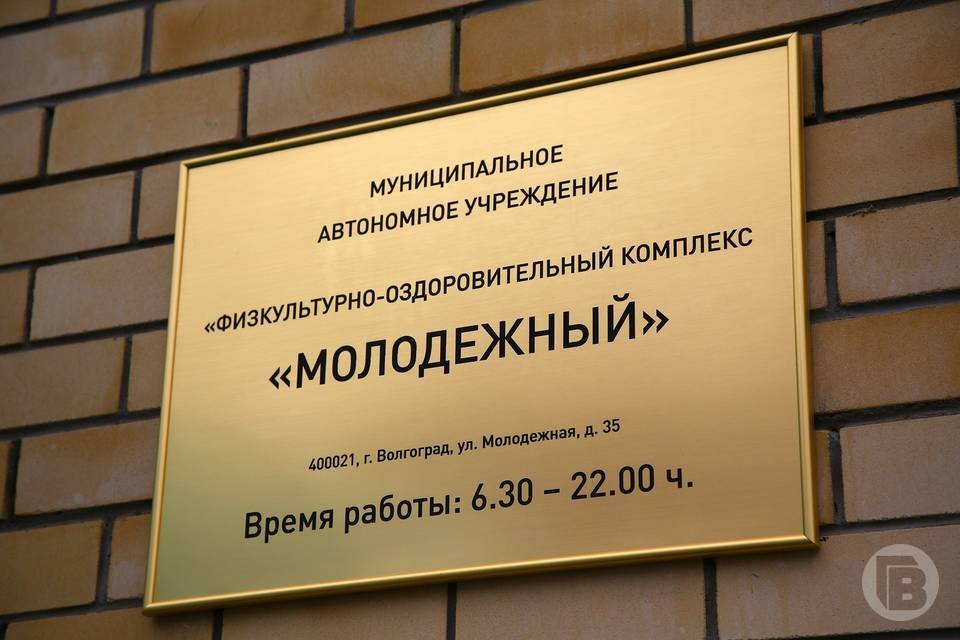 МУНИЦИПАЛЬНОЕ
АВТОНОМНОЕ УЧРЕЖДЕНИЕ
«ФИЗКУЛЬТУРНО-ОЗДОРОВИТЕЛЬНЫЙ КОМПЛЕКС
«МОЛОДЕЖНЫЙ»
400021, г. Волгоград, ул. Молодежная, д. 35
Время работы: 6.30 – 22.00 ч.
В